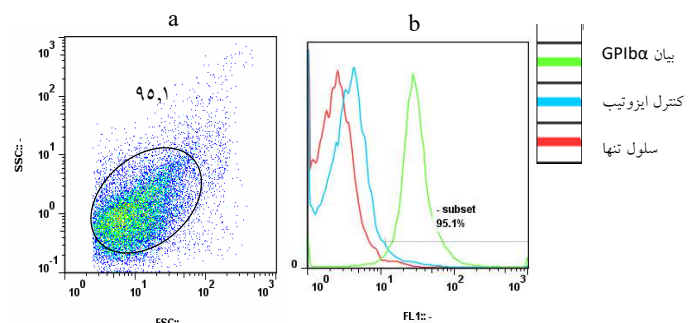 a
b
10³
10²
10¹
10⁰
10⁻¹
SSC:: -
۹۵,۱
10⁰ 10¹ 10² 10³
FSC::
0
- subset
95.1%
10⁰ 10¹ 10² 10³
FL1:: -
بیان GPIbα
کنترل ایزوتیپ
سلول تنها